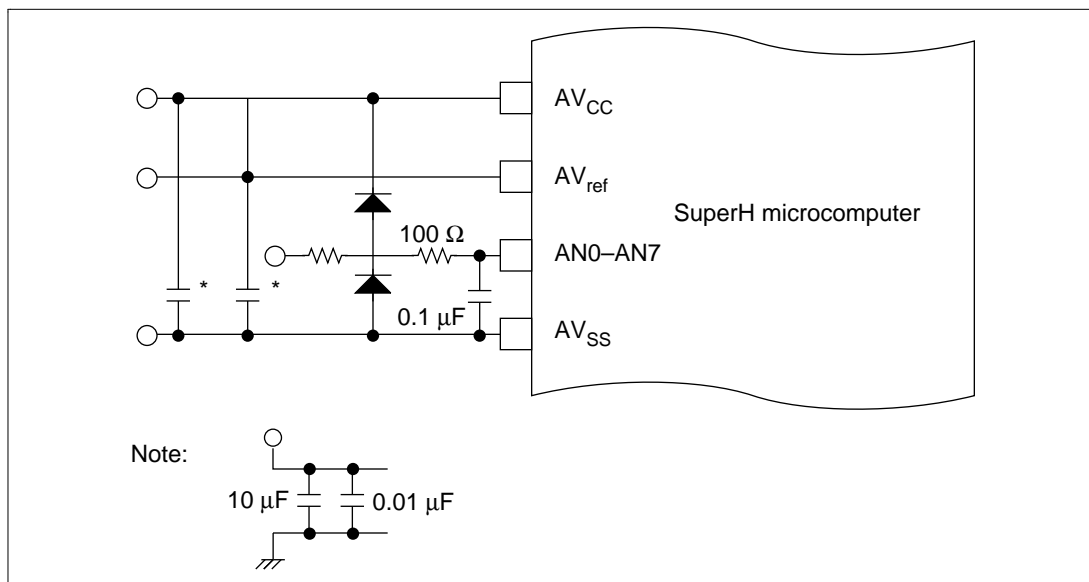 AVCC
AVref
SuperH microcomputer
100 Ω
AN0–AN7
*
*
0.1 µF
AVSS
Note:
10 µF
0.01 µF